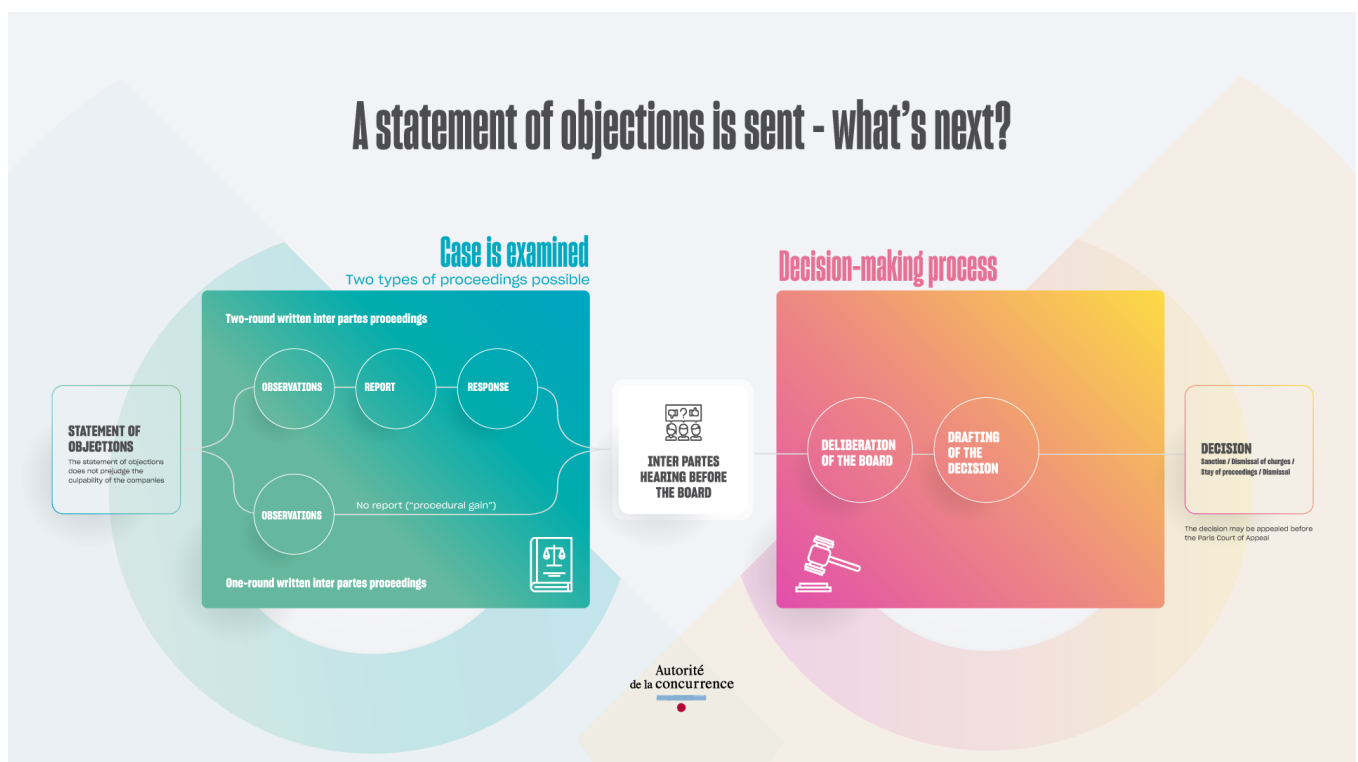 A statement of objections is sent - what's next?
Case is examined
Two types of proceedings possible
Decision-making process
STATEMENT OF
OBJECTIONS
The statement of objections
does not prejudge the
culpability of the companies
Two-round written inter partes proceedings
OBSERVATIONS
REPORT
RESPONSE
OBSERVATIONS
No report ("procedural gain")
One-round written inter partes proceedings
INTER PARTES
HEARING BEFORE
THE BOARD
DELIBERATION
OF THE BOARD
DRAFTING
OF THE
DECISION
DECISION
Sanction / Dismissal of charges /
Stay of proceedings / Dismissal
The decision may be appealed before
the Paris Court of Appeal
Autorité
de la concurrence